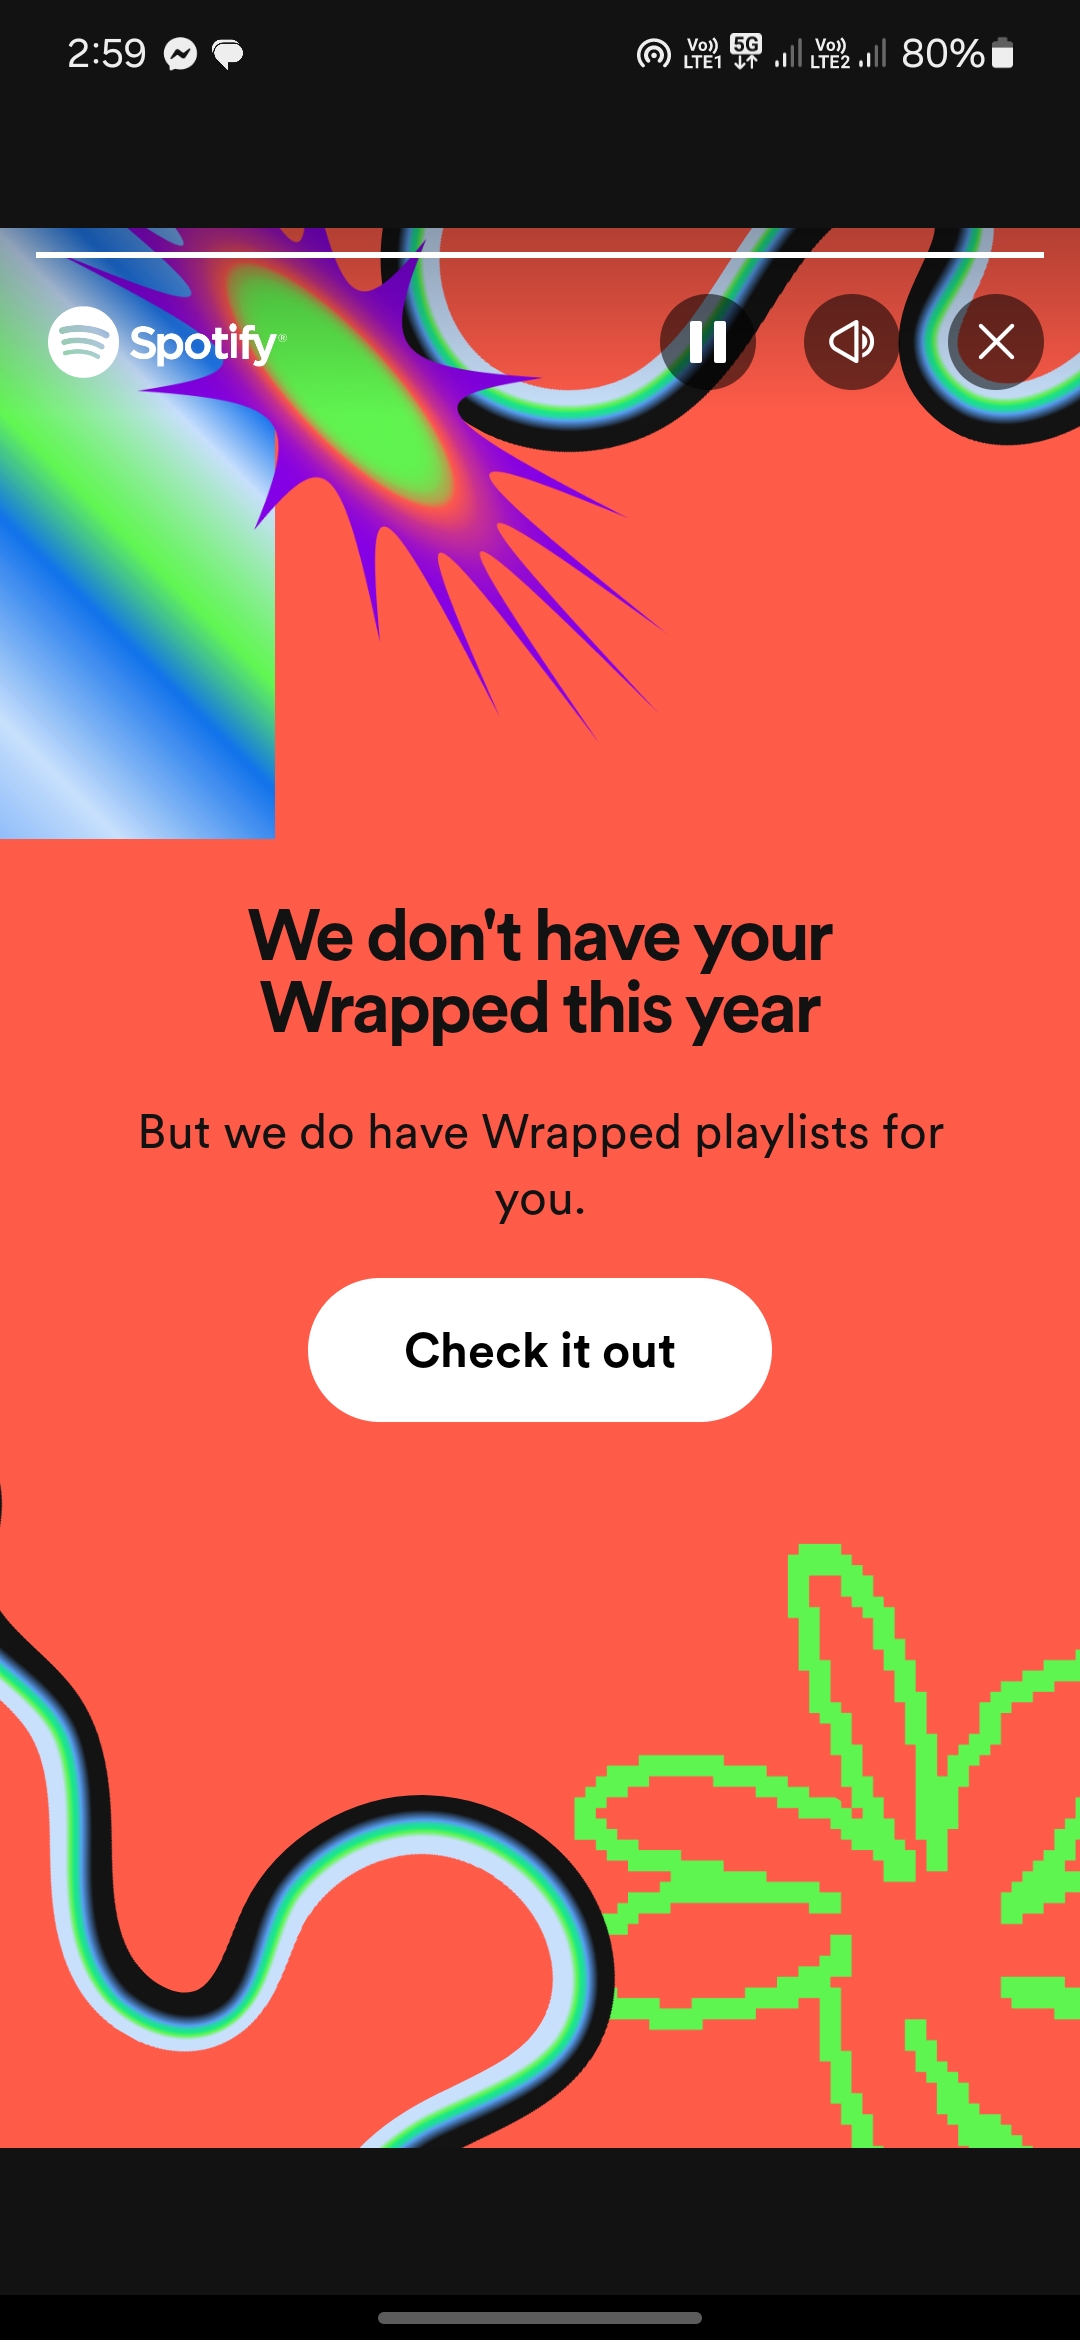 2:59
Vo)) LTE1 5G Vo)) LTE2 80%
Spotify®
We don't have your
Wrapped this year
But we do have Wrapped playlists for
you.
Check it out